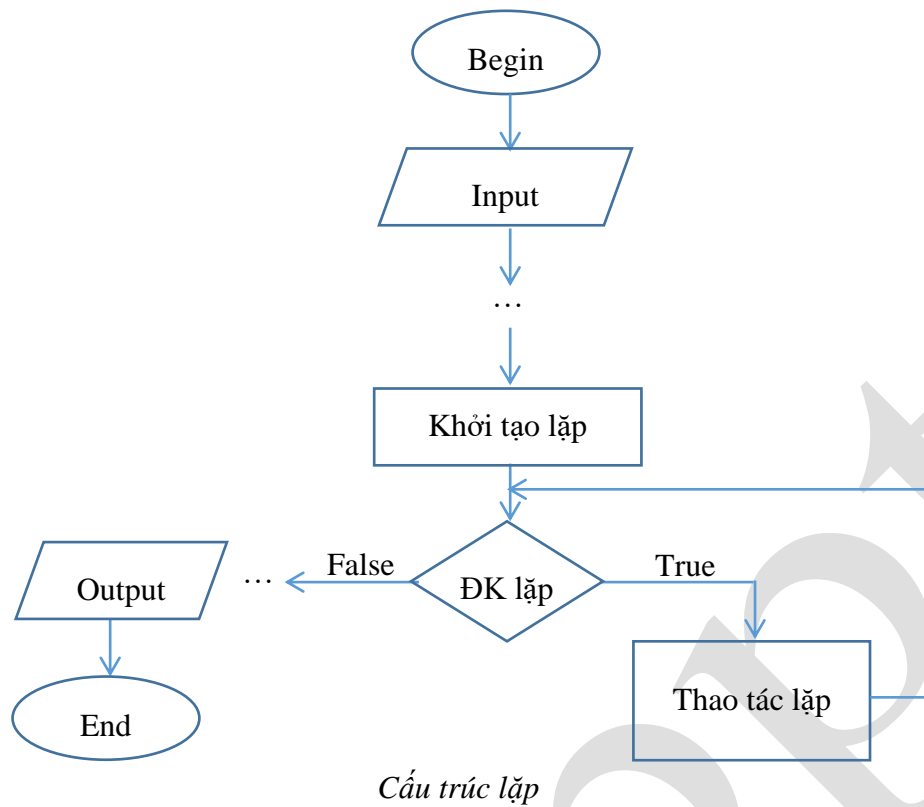 Begin
Input
…
Khởi tạo lặp
ĐK lặp
True
False
…
Output
Thao tác lặp
End
Cấu trúc lặp